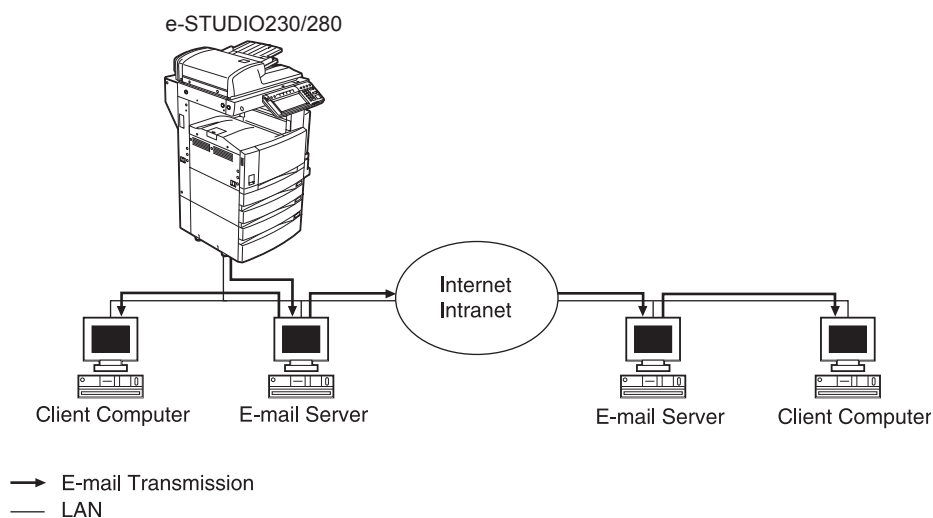 e-STUDIO230/280
Internet
Intranet
Client Computer
E-mail Server
E-mail Server
Client Computer
E-mail Transmission
LAN